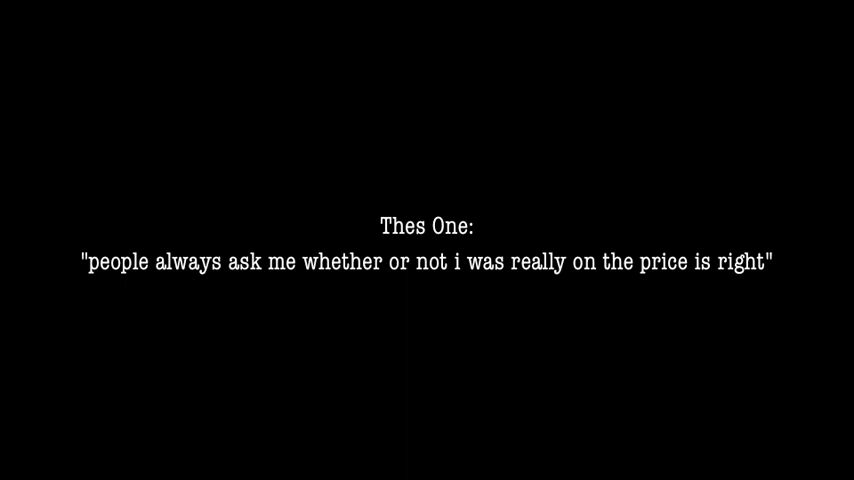 Thes One:
"people always ask me whether or not i was really on the price is right"